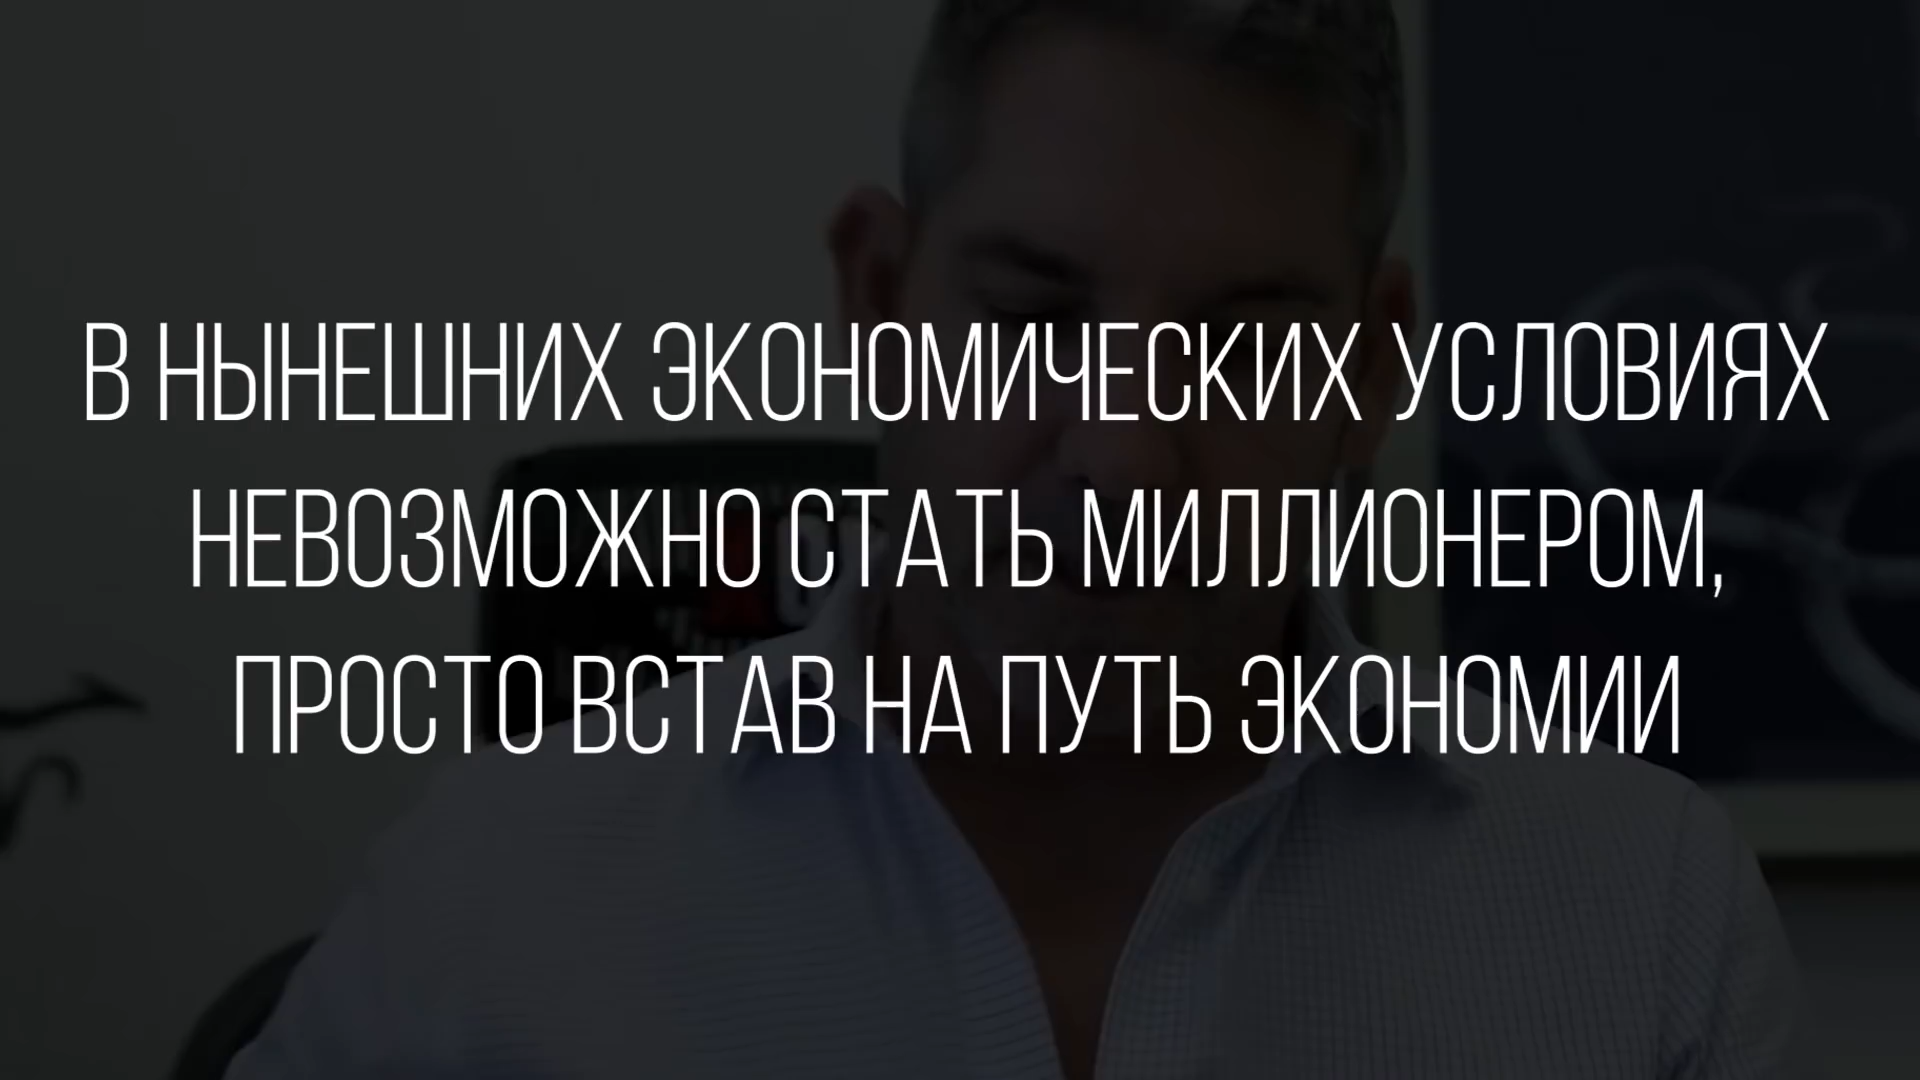 В НЫНЕШНИХ ЭКОНОМИЧЕСКИХ УСЛОВИЯХ
НЕВОЗМОЖНО СТАТЬ МИЛЛИОНЕРОМ,
ПРОСТО ВСТАВ НА ПУТЬ ЭКОНОМИИ